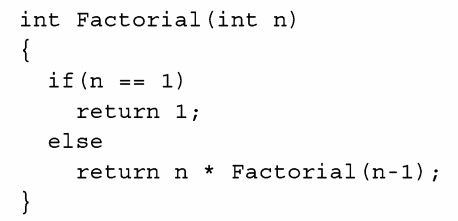 int Factorial(int n)
{
  if(n == 1)
    return 1;
  else
    return n * Factorial(n-1);
}